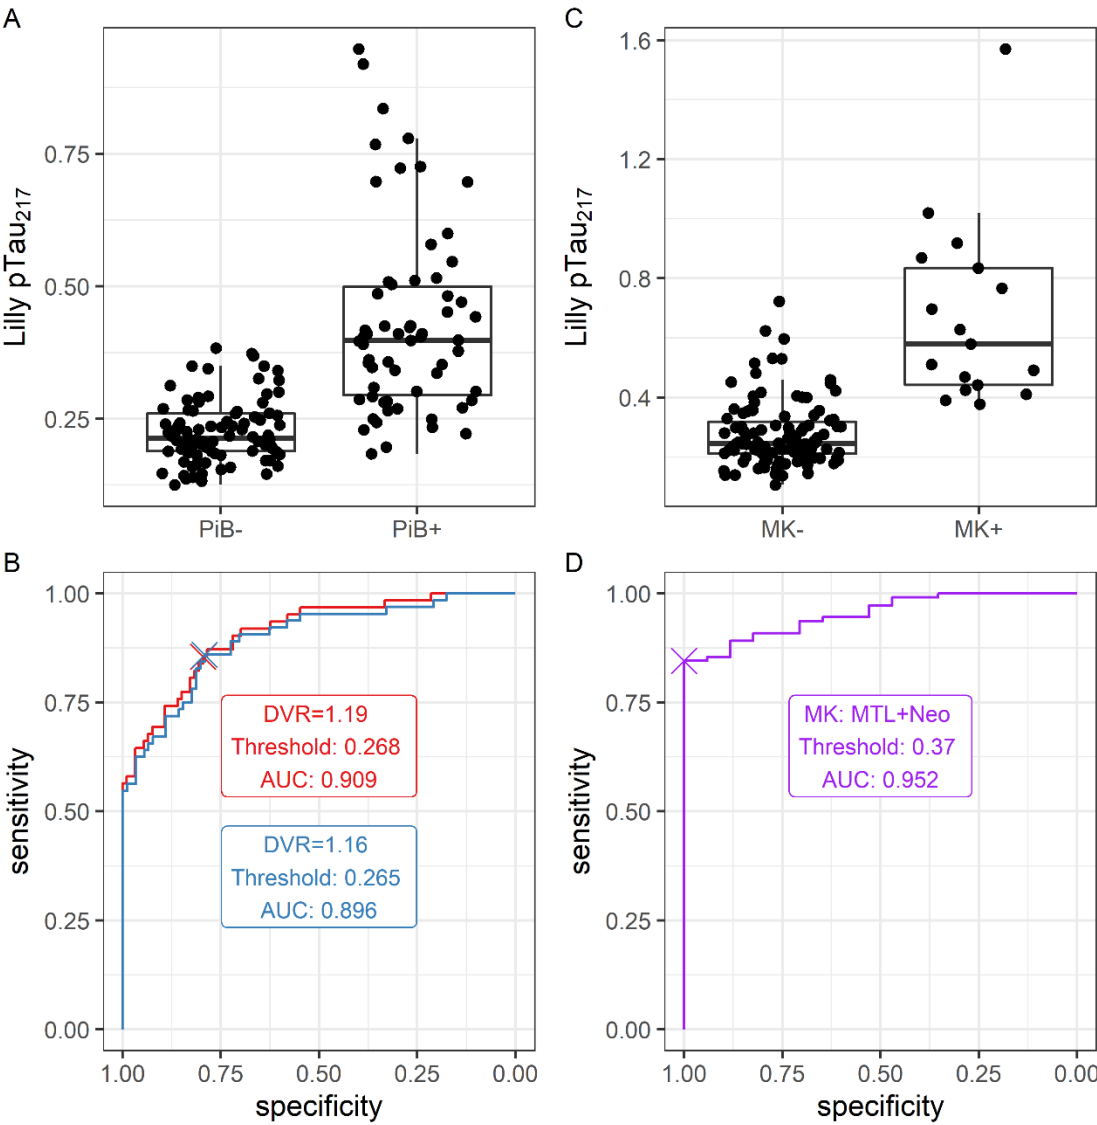 A
Lilly pTau217
0.75
0.50
0.25
PiB-
PiB+
C
Lilly pTau217
1.6
1.2
0.8
0.4
MK-
MK+
B
sensitivity
1.00
0.75
0.50
0.25
0.00
DVR=1.19
Threshold: 0.268
AUC: 0.909
DVR=1.16
Threshold: 0.265
AUC: 0.896
1.00 0.75 0.50 0.25 0.00
specificity
D
sensitivity
1.00
0.75
0.50
0.25
0.00
MK: MTL+Neo
Threshold: 0.37
AUC: 0.952
1.00 0.75 0.50 0.25 0.00
specificity